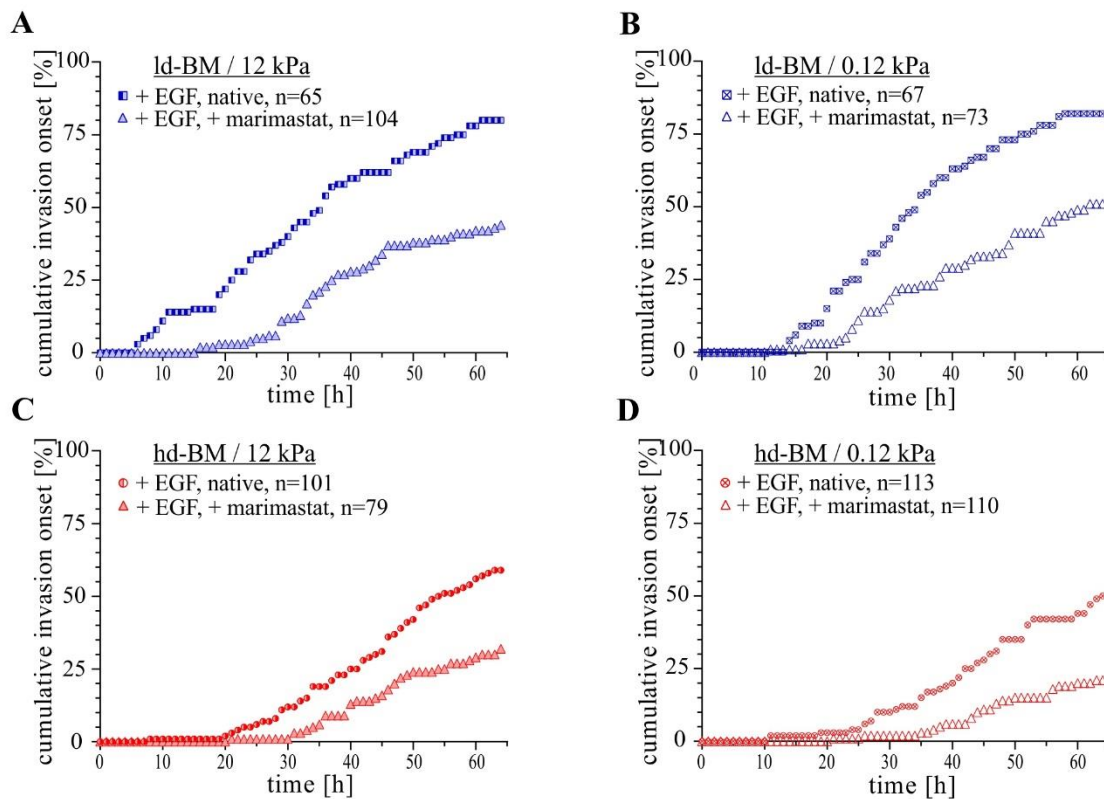 A
ld-BM / 12 kPa
+ EGF, native, n=65
+ EGF, + marimastat, n=104
cumulative invasion onset [%]
100
75
50
25
0
0 10 20 30 40 50 60
time [h]
B
ld-BM / 0.12 kPa
+ EGF, native, n=67
+ EGF, + marimastat, n=73
cumulative invasion onset [%]
100
75
50
25
0
0 10 20 30 40 50 60
time [h]
C
hd-BM / 12 kPa
+ EGF, native, n=101
+ EGF, + marimastat, n=79
cumulative invasion onset [%]
100
75
50
25
0
0 10 20 30 40 50 60
time [h]
D
hd-BM / 0.12 kPa
+ EGF, native, n=113
+ EGF, + marimastat, n=110
cumulative invasion onset [%]
100
75
50
25
0
0 10 20 30 40 50 60
time [h]